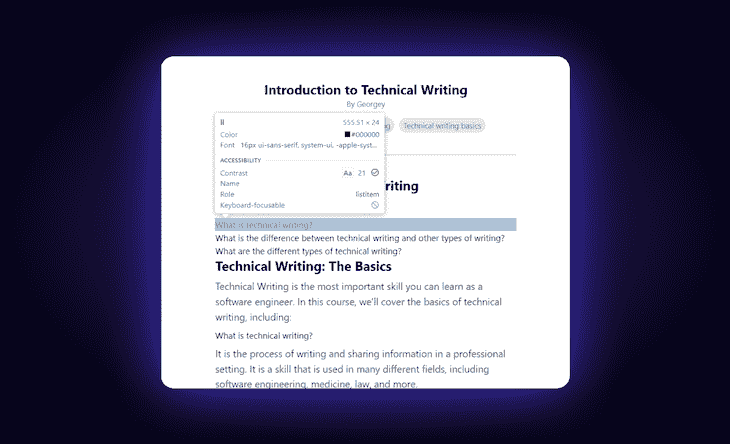 Introduction to Technical Writing
By Georgey
Technical writing basics
li 555.51 × 24
Color #000000
Font 16px ui-sans-serif, system-ui, -apple-syst...
ACCESSIBILITY
Contrast Aa 21
Name
Role listitem
Keyboard-focusable
What is technical writing?
What is the difference between technical writing and other types of writing?
What are the different types of technical writing?
Technical Writing: The Basics
Technical Writing is the most important skill you can learn as a
software engineer. In this course, we'll cover the basics of technical
writing, including:
What is technical writing?
It is the process of writing and sharing information in a professional
setting. It is a skill that is used in many different fields, including
software engineering, medicine, law, and more.